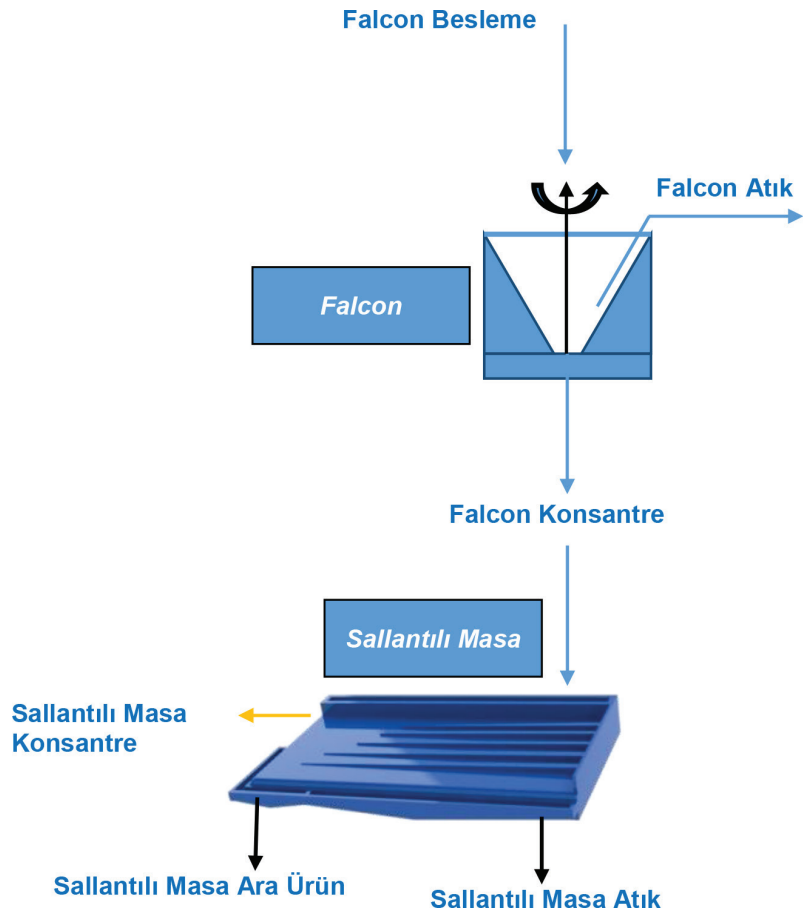 Falcon Besleme
Falcon Atık
Falcon
Falcon Konsantre
Sallantılı Masa
Sallantılı Masa
Konsantre
Sallantılı Masa Ara Ürün
Sallantılı Masa Atık